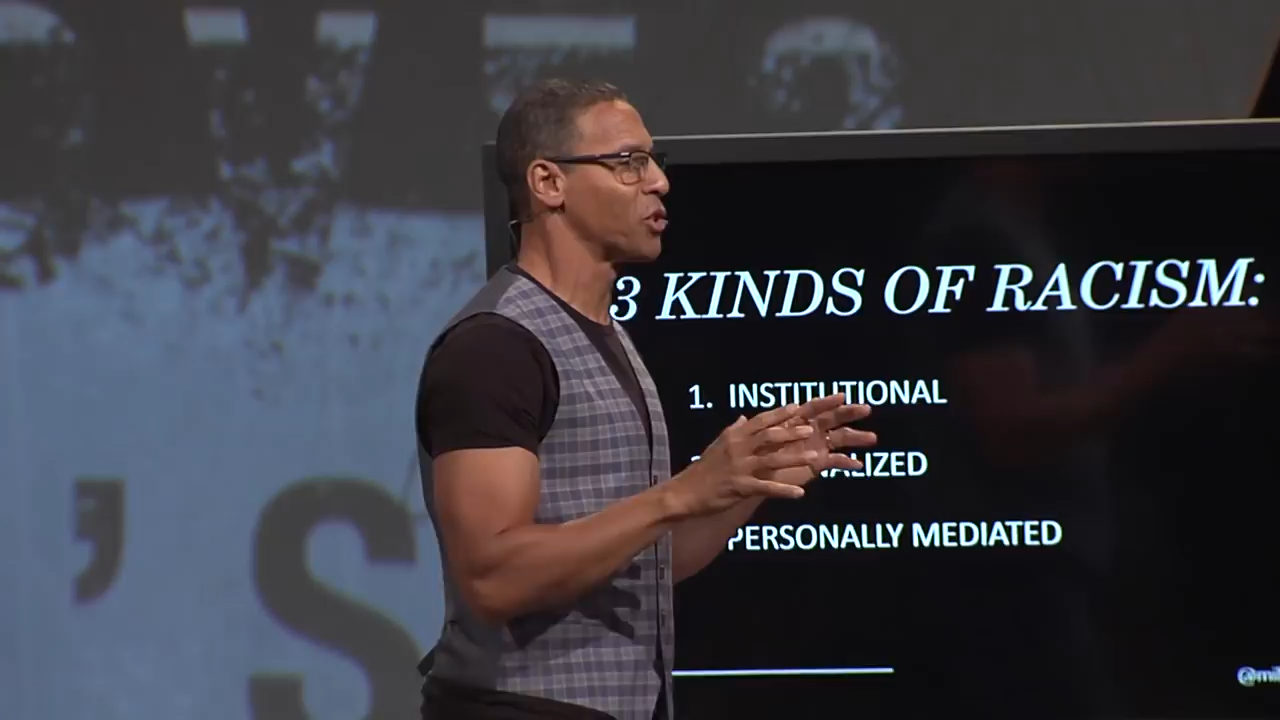 'S
3 KINDS OF RACISM:
1. INSTITUTIONAL
PERSONALLY MEDIATED